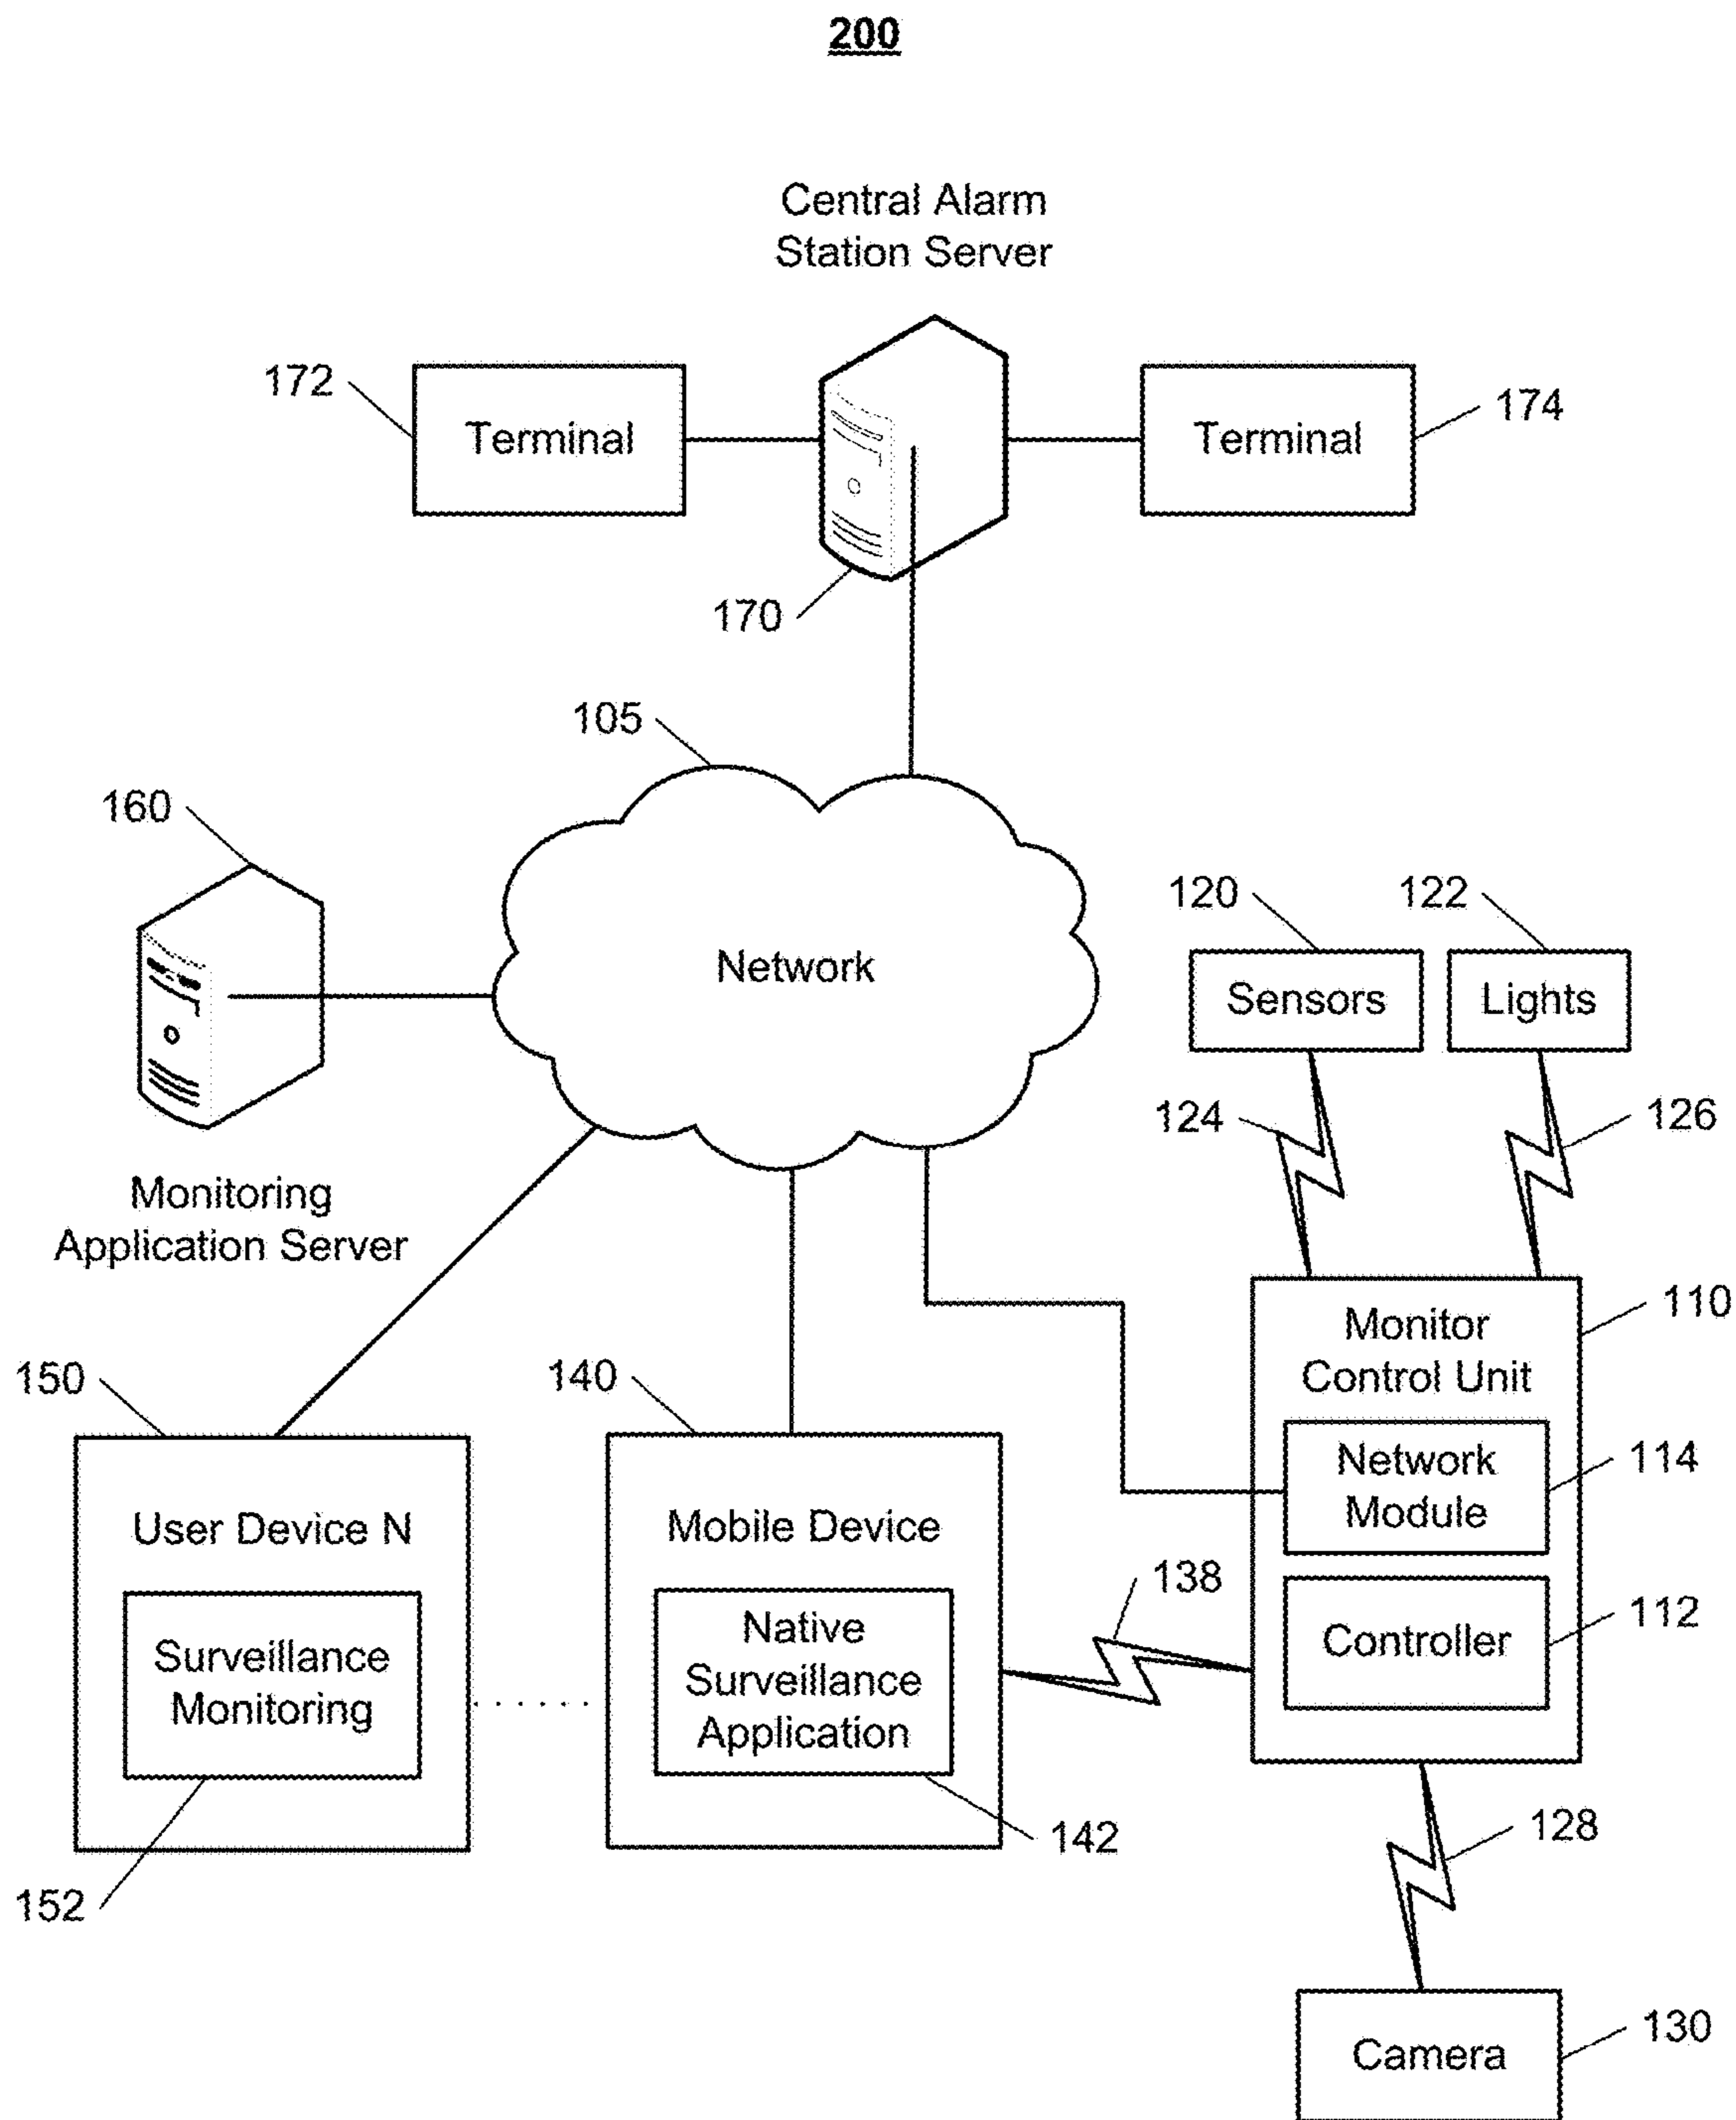 200
Central Alarm
Station Server
172
Terminal
Terminal
174
170
105
160
Network
120
122
Sensors
Lights
124
126
Monitoring
Application Server
110
Monitor
Control Unit
150
140
Network
Module
114
User Device N
Mobile Device
138
112
Controller
Surveillance
Monitoring
Native
Surveillance
Application
142
128
152
130
Camera